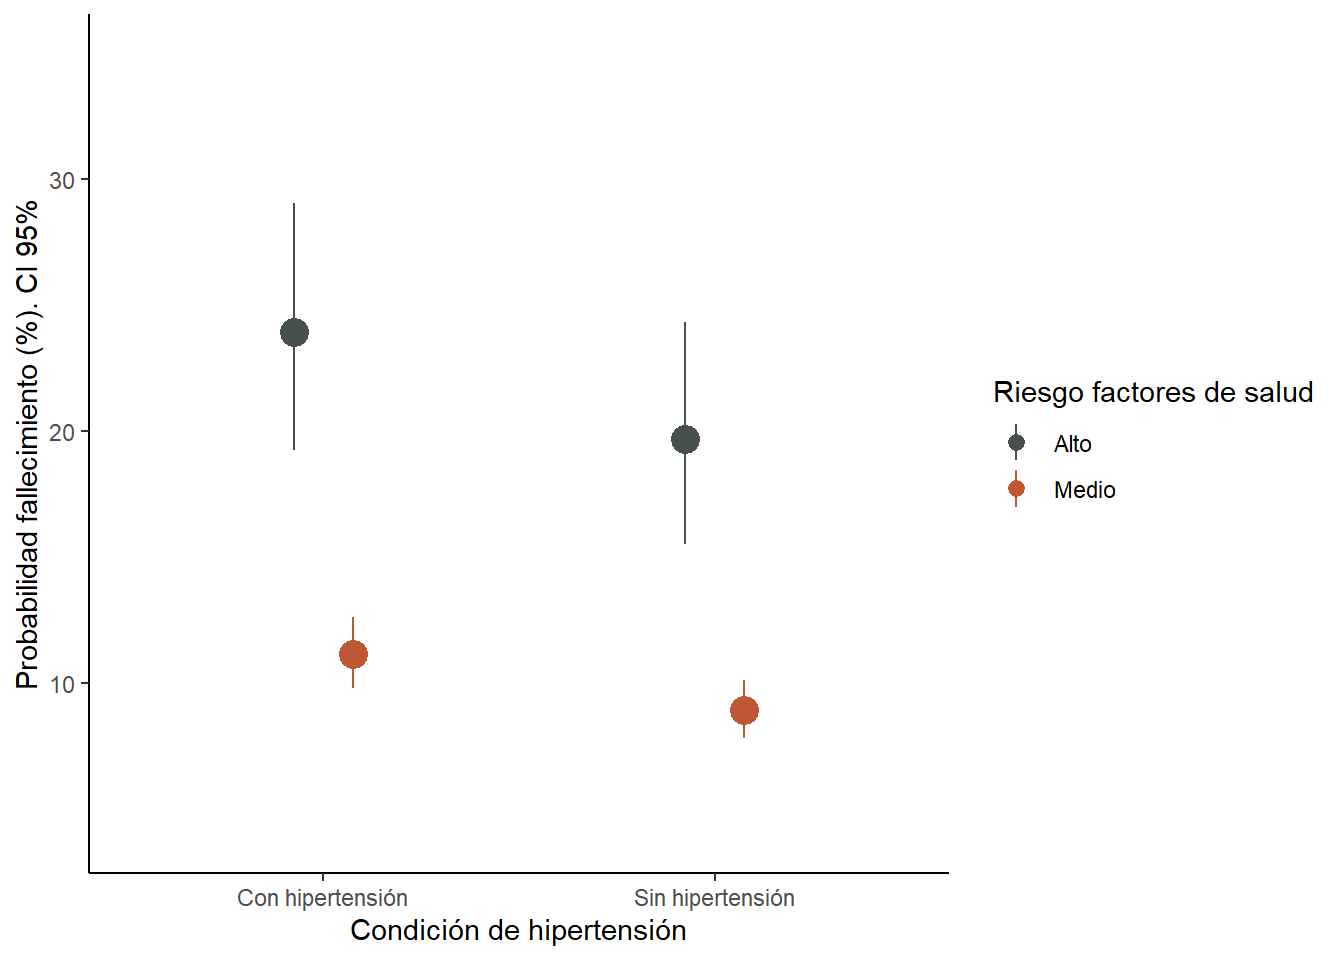 Probabilidad fallecimiento (%). CI 95%
30
20
10
Con hipertensión
Sin hipertensión
Condición de hipertensión
Riesgo factores de salud
Alto
Medio